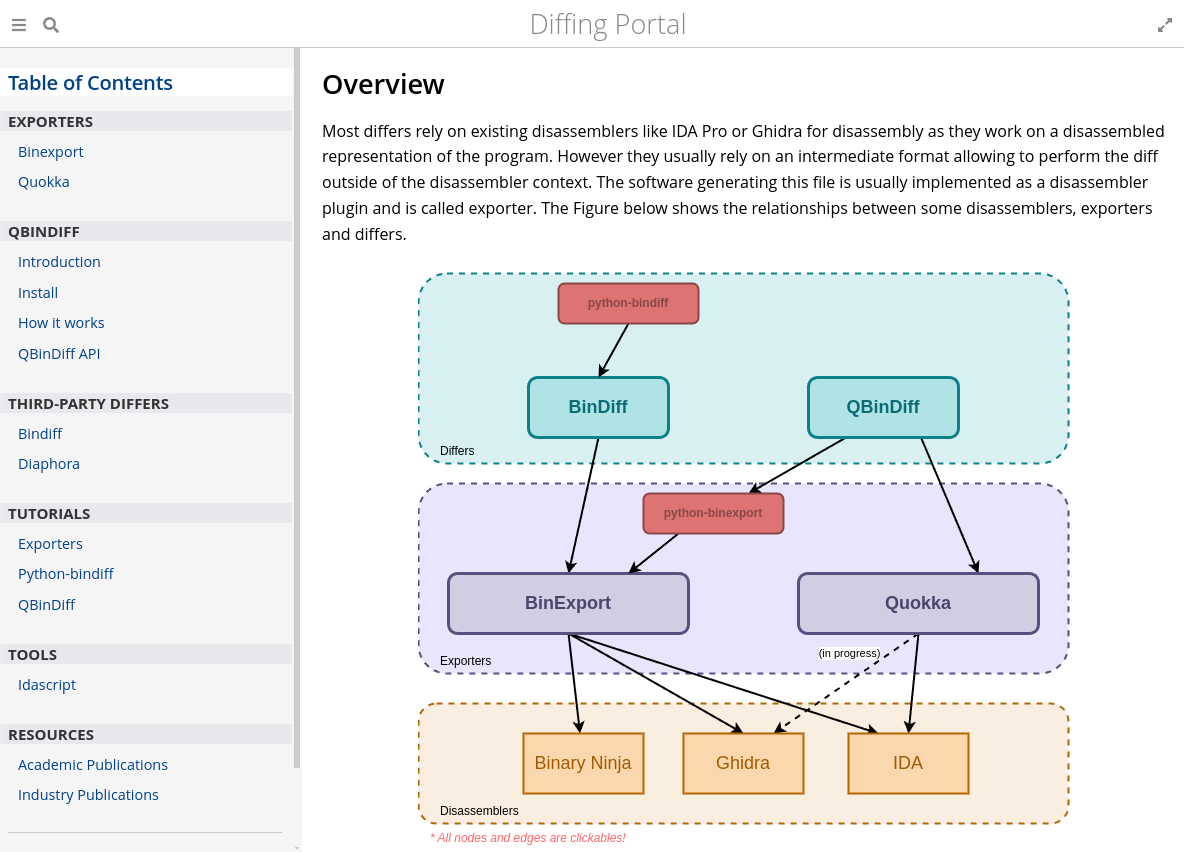 Diffing Portal
Table of Contents
EXPORTERS
Binexport
Quokka
QBINDIFF
Introduction
Install
How it works
QBinDiff API
THIRD-PARTY DIFFERS
Bindiff
Diaphora
TUTORIALS
Exporters
Python-bindiff
QBinDiff
TOOLS
Idascript
RESOURCES
Academic Publications
Industry Publications
Overview
Most differs rely on existing disassemblers like IDA Pro or Ghidra for disassembly as they work on a disassembled
representation of the program. However they usually rely on an intermediate format allowing to perform the diff
outside of the disassembler context. The software generating this file is usually implemented as a disassembler
plugin and is called exporter. The Figure below shows the relationships between some disassemblers, exporters
and differs.
python-bindiff
BinDiff
QBinDiff
Differs
python-binexport
BinExport
Quokka
(in progress)
Exporters
Binary Ninja
Ghidra
IDA
Disassemblers
* All nodes and edges are clickables!